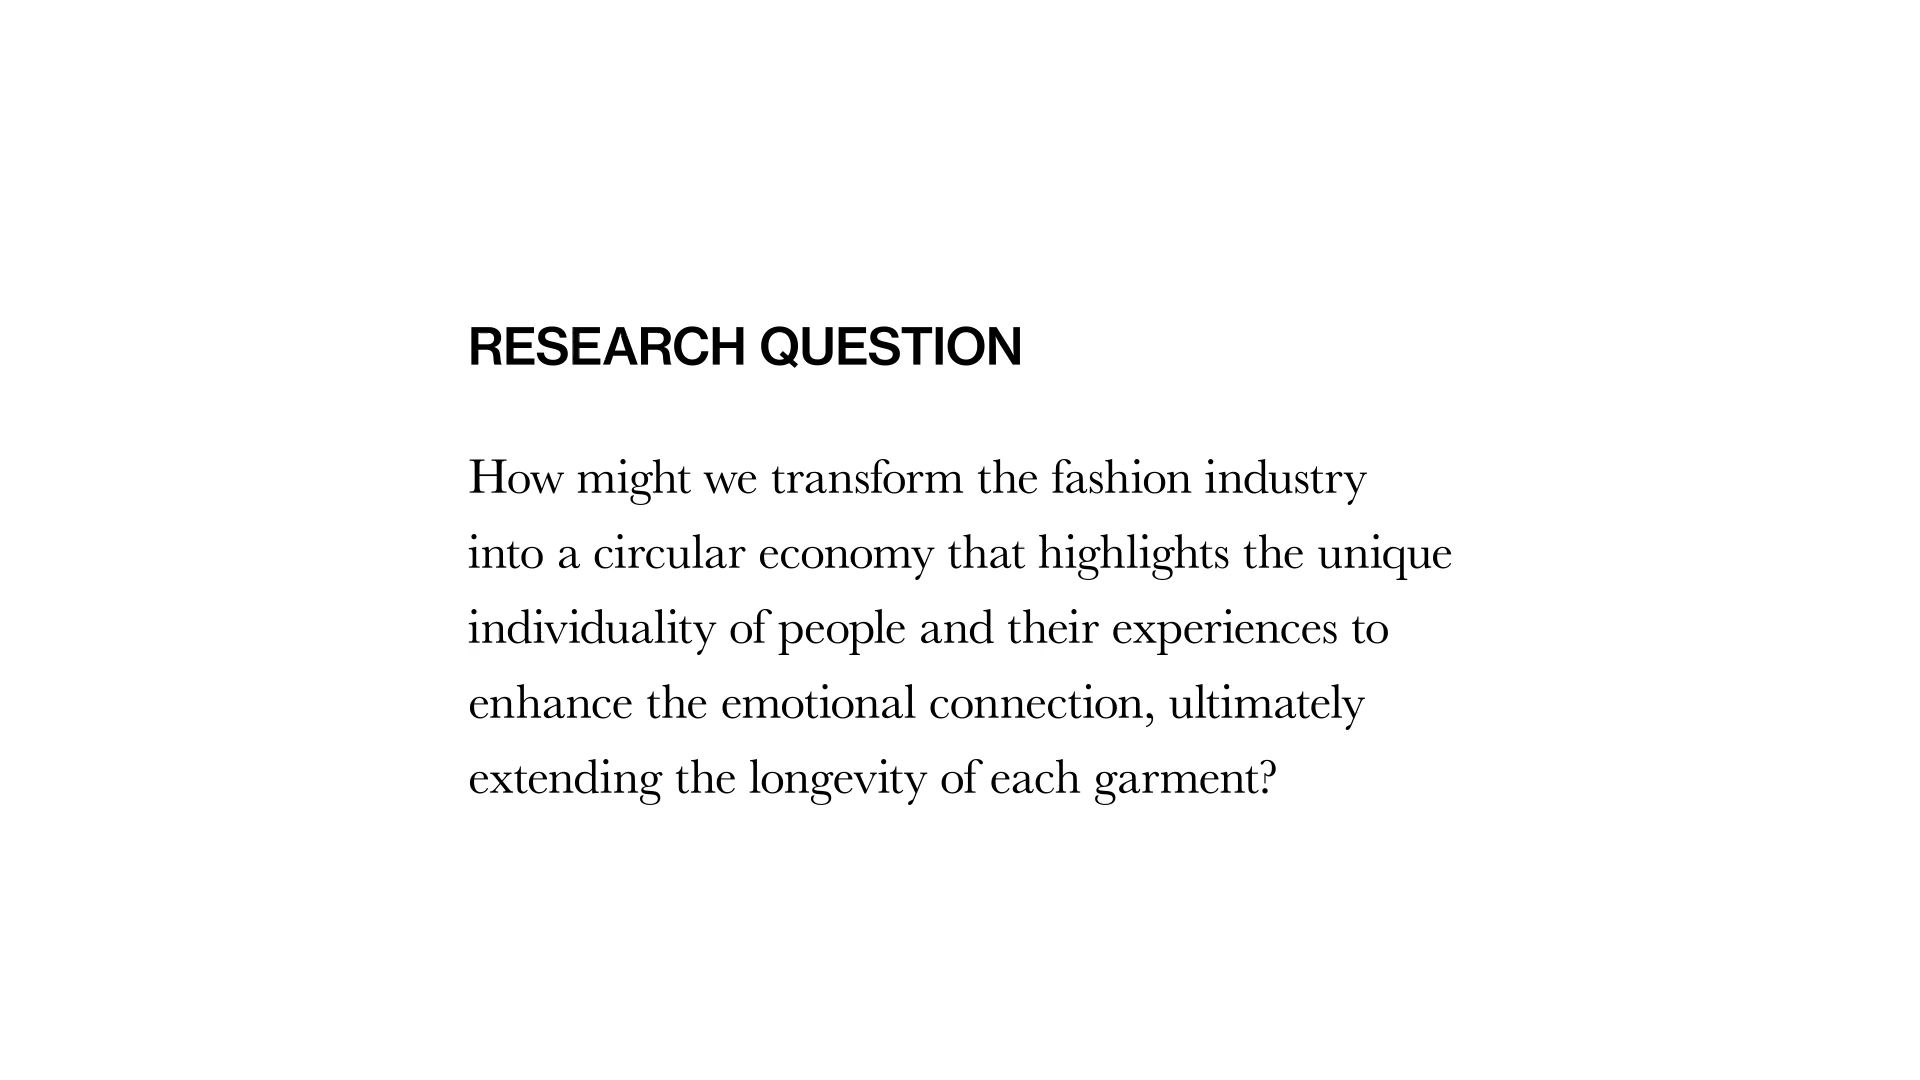 RESEARCH QUESTION
How might we transform the fashion industry
into a circular economy that highlights the unique
individuality of people and their experiences to
enhance the emotional connection, ultimately
extending the longevity of each garment?